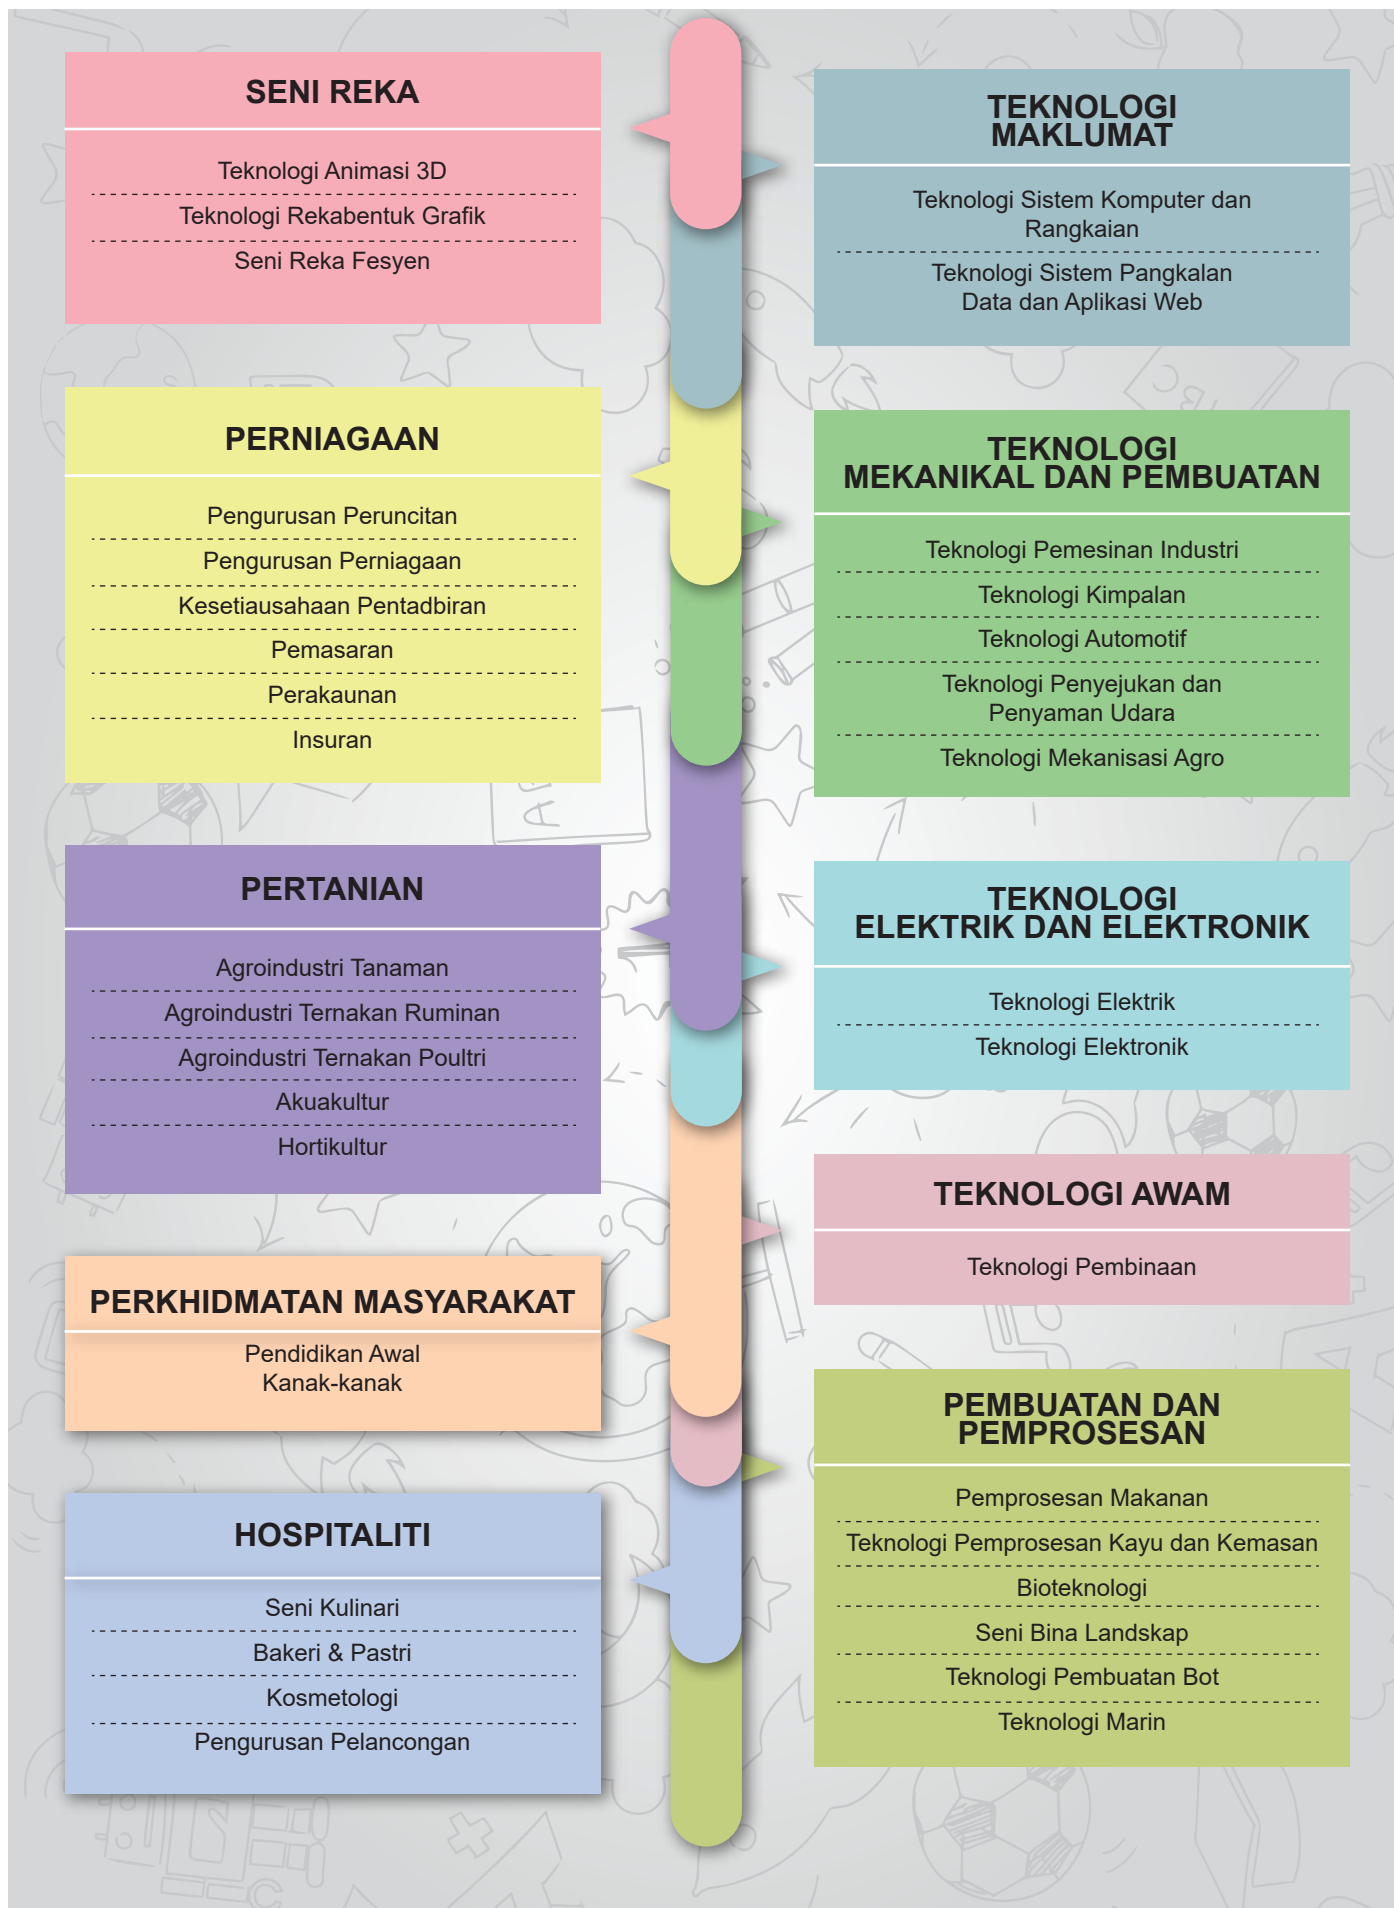 SENI REKA
Teknologi Animasi 3D
Teknologi Rekabentuk Grafik
Seni Reka Fesyen
TEKNOLOGI
MAKLUMAT
Teknologi Sistem Komputer dan
Rangkaian
Teknologi Sistem Pangkalan
Data dan Aplikasi Web
PERNIAGAAN
Pengurusan Peruncitan
Pengurusan Perniagaan
Kesetiausahaan Pentadbiran
Pemasaran
Perakaunan
Insuran
TEKNOLOGI
MEKANIKAL DAN PEMBUATAN
Teknologi Pemesinan Industri
Teknologi Kimpalan
Teknologi Automotif
Teknologi Penyejukan dan
Penyaman Udara
Teknologi Mekanisasi Agro
PERTANIAN
Agroindustri Tanaman
Agroindustri Ternakan Ruminan
Agroindustri Ternakan Poultri
Akuakultur
Hortikultur
TEKNOLOGI
ELEKTRIK DAN ELEKTRONIK
Teknologi Elektrik
Teknologi Elektronik
TEKNOLOGI AWAM
Teknologi Pembinaan
PERKHIDMATAN MASYARAKAT
Pendidikan Awal
Kanak-kanak
PEMBUATAN DAN
PEMPROSESAN
Pemprosesan Makanan
Teknologi Pemprosesan Kayu dan Kemasan
Bioteknologi
Seni Bina Landskap
Teknologi Pembuatan Bot
Teknologi Marin
HOSPITALITI
Seni Kulinari
Bakeri & Pastri
Kosmetologi
Pengurusan Pelancongan